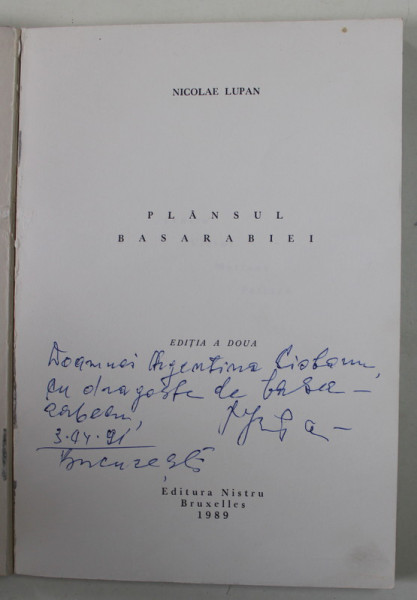 NICOLAE LUPAN
PLÂNSUL
BASARABIEI
EDIȚIA A DOUA
Doamnei Argentina Ciobanu,
cu dragoste de basa-
rabean,
3.04.91
București
Editura Nistru
Bruxelles
1989